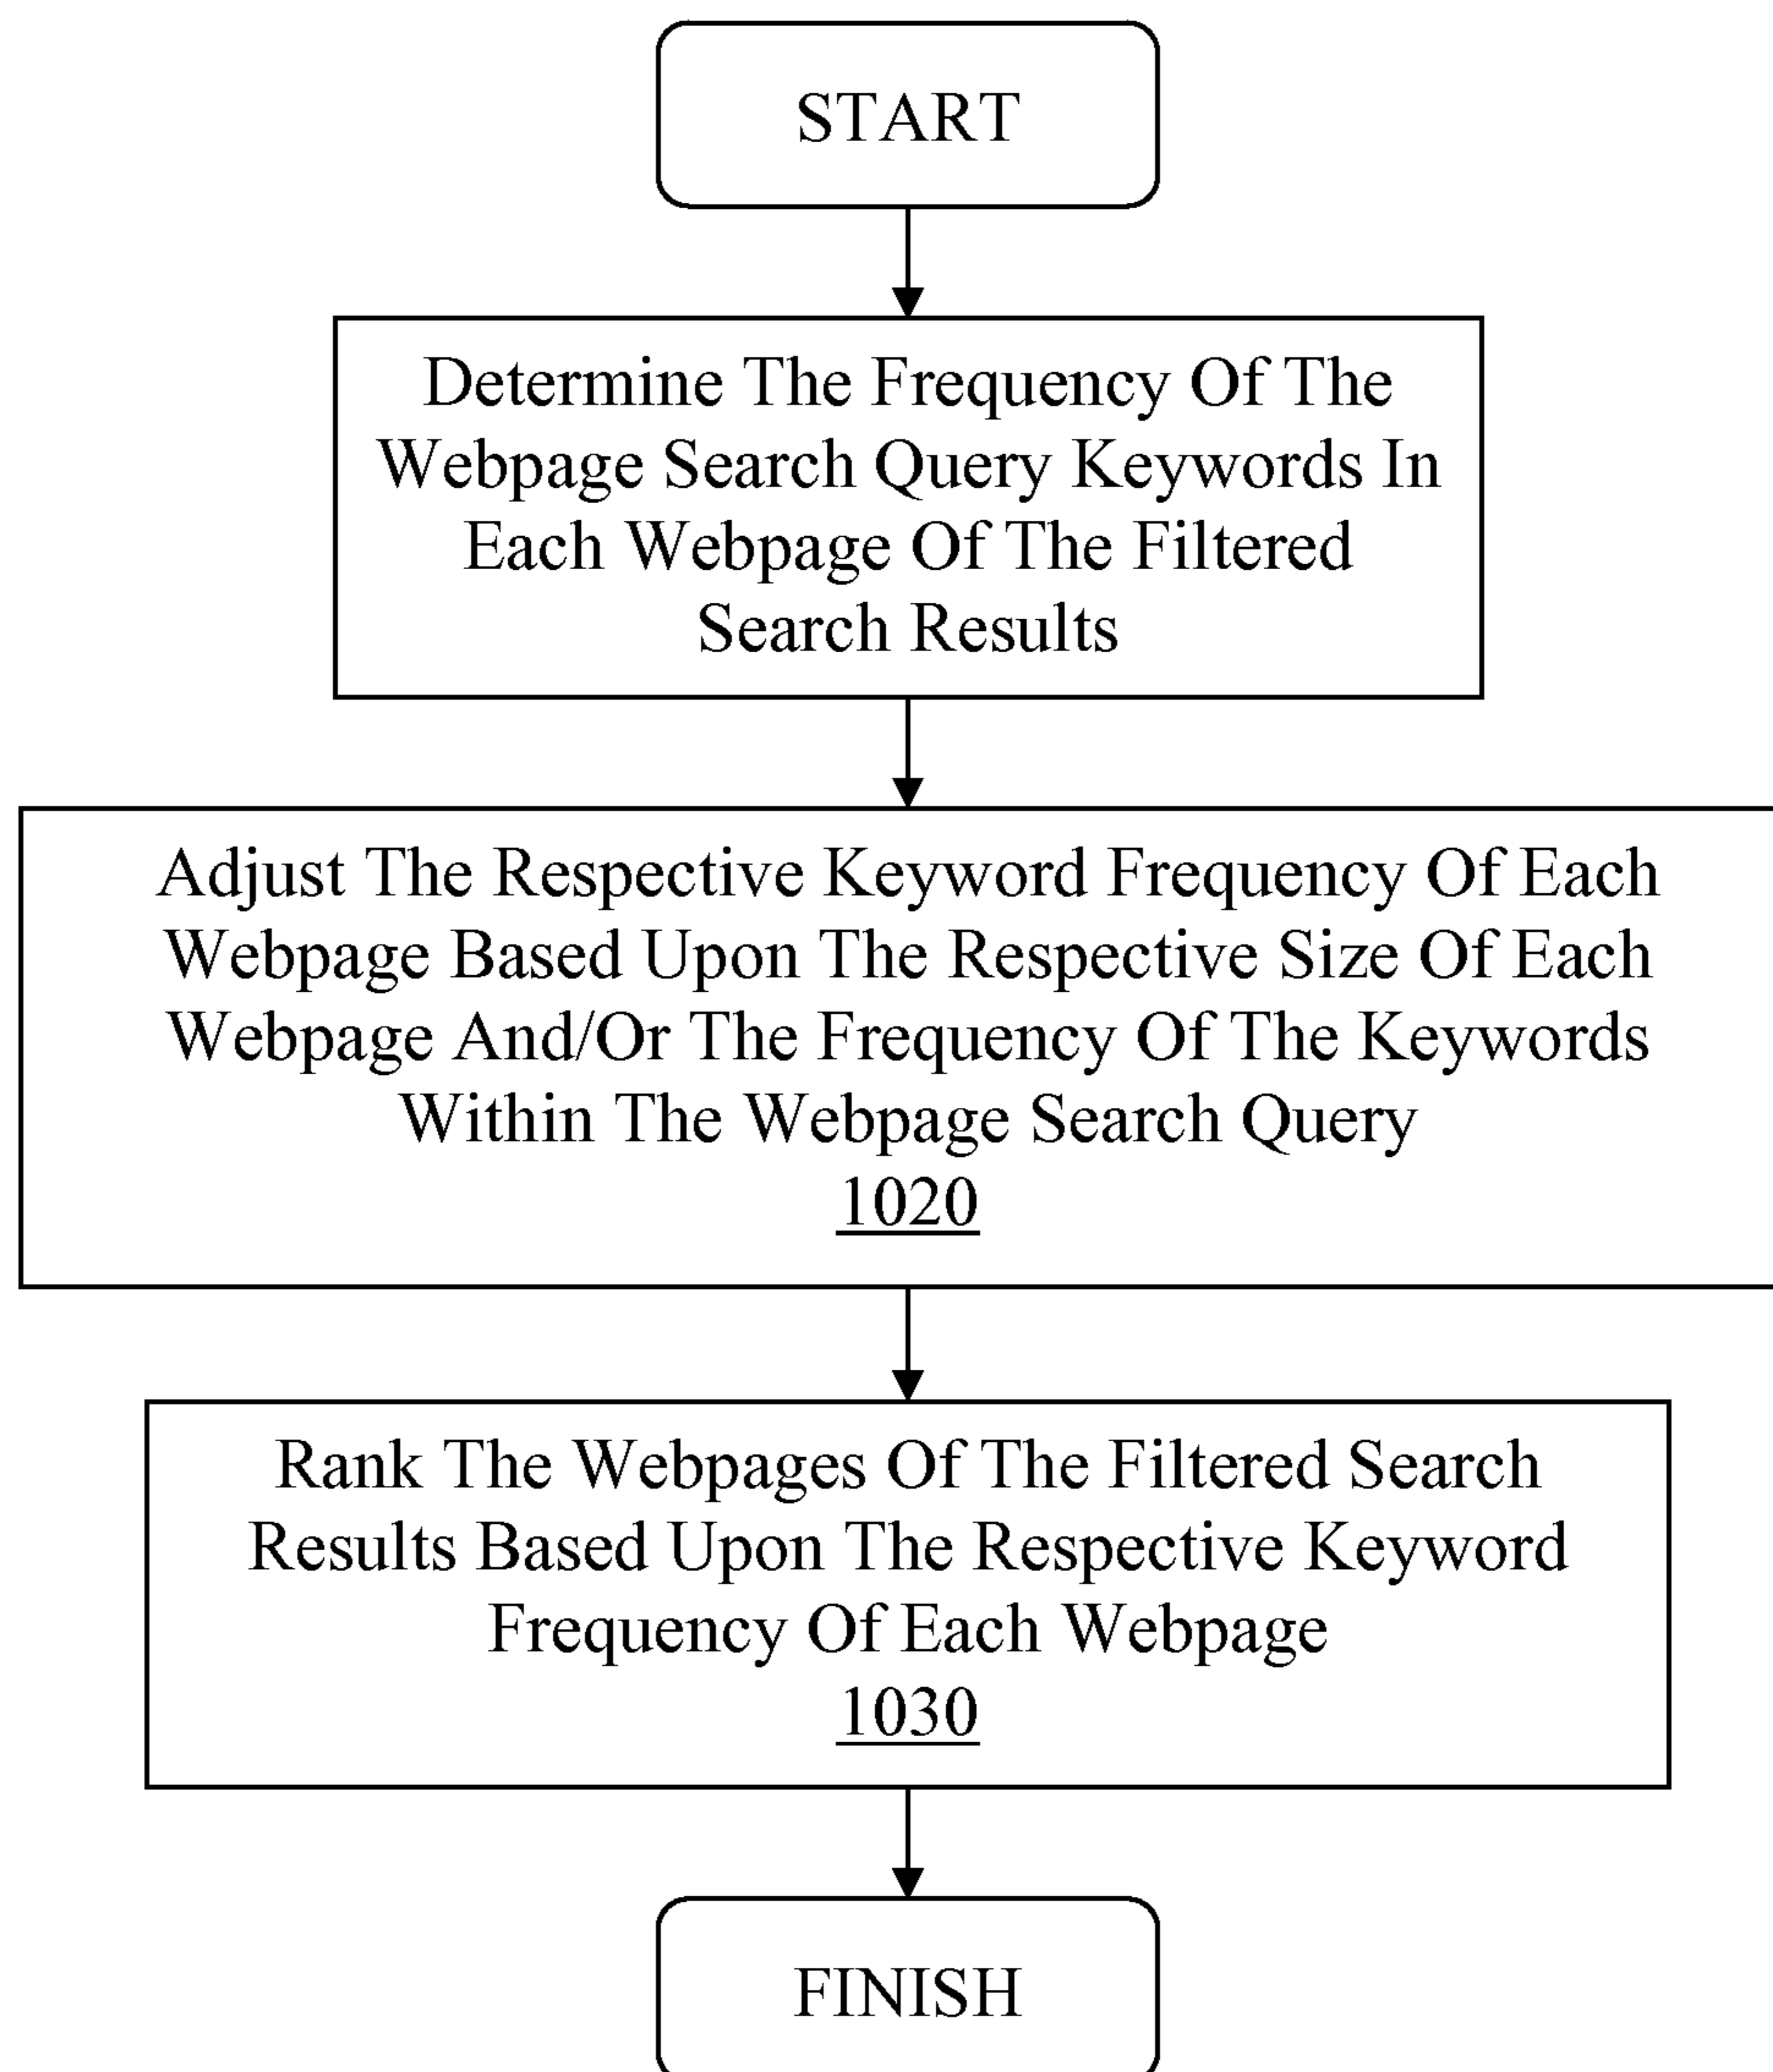 START
Determine The Frequency Of The
Webpage Search Query Keywords In
Each Webpage Of The Filtered
Search Results
Adjust The Respective Keyword Frequency Of Each
Webpage Based Upon The Respective Size Of Each
Webpage And/Or The Frequency Of The Keywords
Within The Webpage Search Query
1020
Rank The Webpages Of The Filtered Search
Results Based Upon The Respective Keyword
Frequency Of Each Webpage
1030
FINISH